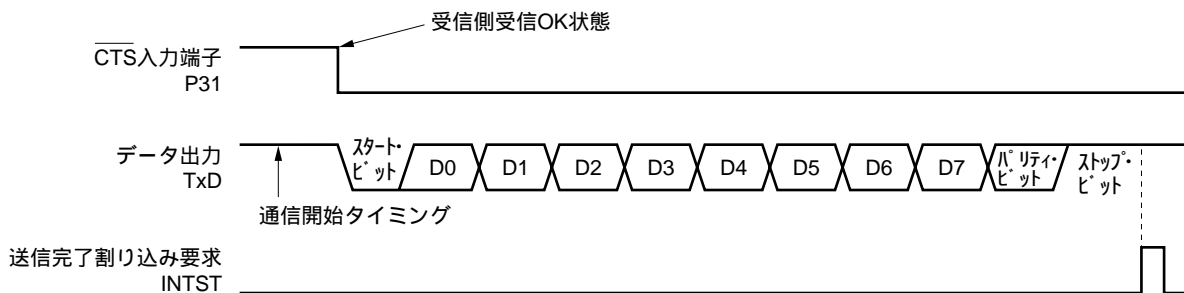 受信側受信OK状態
CTS入力端子
P31
データ出力
TxD
スタート・
ビット
D0
D1
D2
D3
D4
D5
D6
D7
パリティ・
ビット
ストップ・
ビット
通信開始タイミング
送信完了割り込み要求
INTST